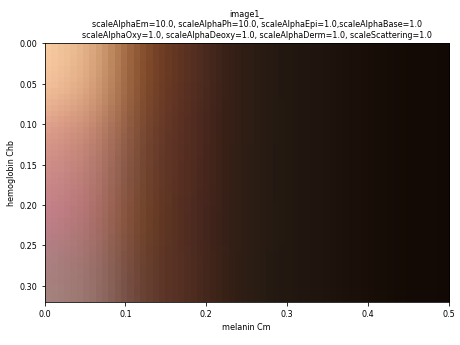 image1_
scaleAlphaEm=10.0, scaleAlphaPh=10.0, scaleAlphaEpi=1.0,scaleAlphaBase=1.0
scaleAlphaOxy=1.0, scaleAlphaDeoxy=1.0, scaleAlphaDerm=1.0, scaleScattering=1.0
0.00
0.05
0.10
0.15
0.20
0.25
0.30
hemoglobin Chb
0.0 0.1 0.2 0.3 0.4 0.5
melanin Cm